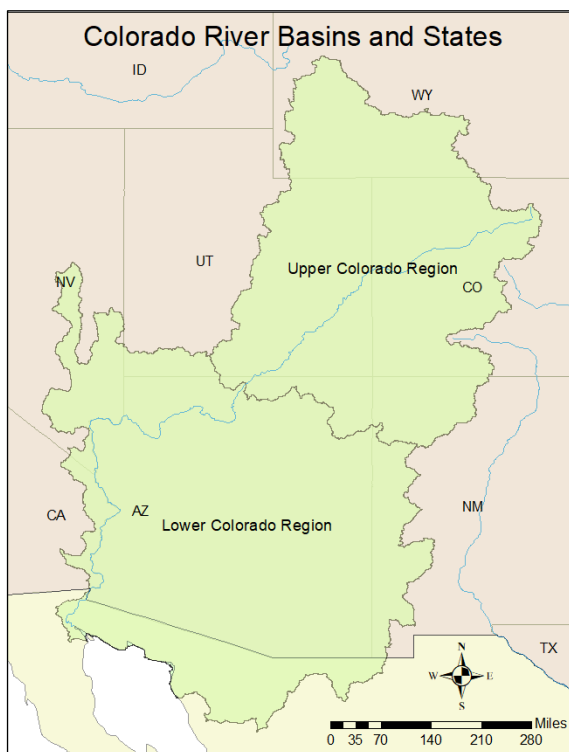 Colorado River Basins and States
ID
WY
UT
Upper Colorado Region
NV
CO
CA
AZ
NM
Lower Colorado Region
TX
N
W E
S
Miles
0 35 70 140 210 280